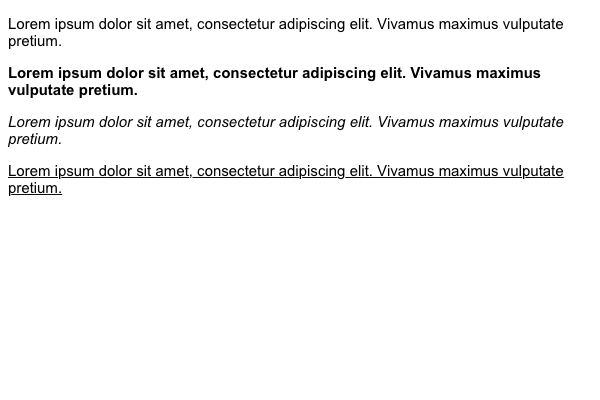 Lorem ipsum dolor sit amet, consectetur adipiscing elit. Vivamus maximus vulputate
pretium.
Lorem ipsum dolor sit amet, consectetur adipiscing elit. Vivamus maximus
vulputate pretium.
Lorem ipsum dolor sit amet, consectetur adipiscing elit. Vivamus maximus vulputate
pretium.
Lorem ipsum dolor sit amet, consectetur adipiscing elit. Vivamus maximus vulputate
pretium.